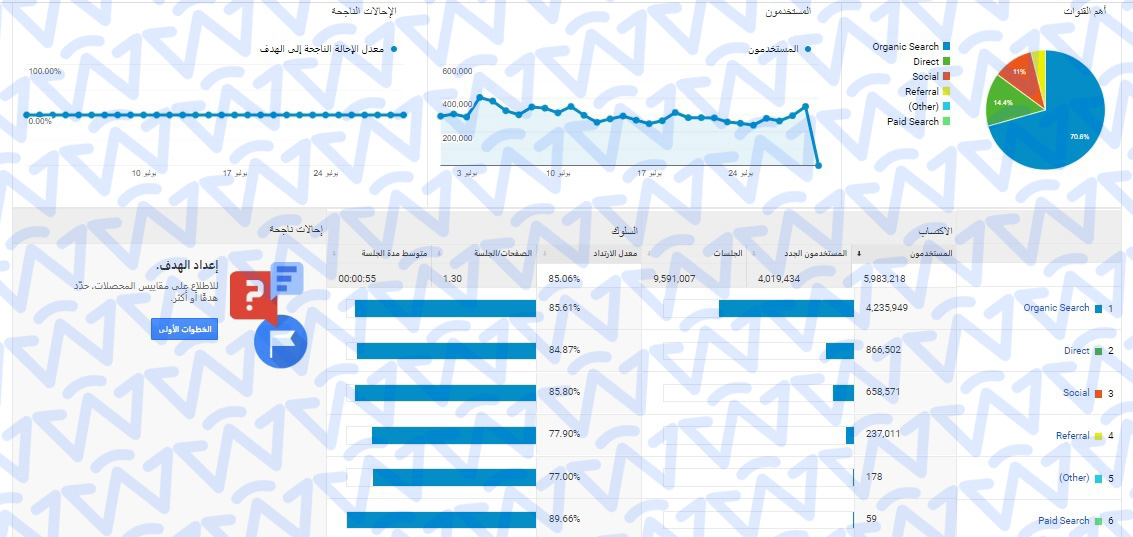 أهم القنوات
Organic Search
Direct
Social
Referral
(Other)
Paid Search
11%
14.4%
70.6%
المستخدمون
المستخدمون
600,000
400,000
200,000
يوليو 3
يوليو 10
يوليو 17
يوليو 24
الإحالات الناجحة
معدل الإحالة الناجحة إلى الهدف
100.00%
0.00%
يوليو 10
يوليو 17
يوليو 24
الاكتساب
السلوك
إحالات ناجحة
المستخدمون
المستخدمون الجدد
الجلسات
معدل الارتداد
الصفحات/الجلسة
متوسط مدة الجلسة
5,983,218
4,019,434
9,591,007
85.06%
1.30
00:00:55
1 Organic Search
4,235,949
85.61%
2 Direct
866,502
84.87%
3 Social
658,571
85.80%
4 Referral
237,011
77.90%
5 (Other)
178
77.00%
6 Paid Search
59
89.66%
إعداد الهدف.
للاطلاع على مقاييس المحصلات، حدّد
هدفًا أو أكثر.
الخطوات الأولى